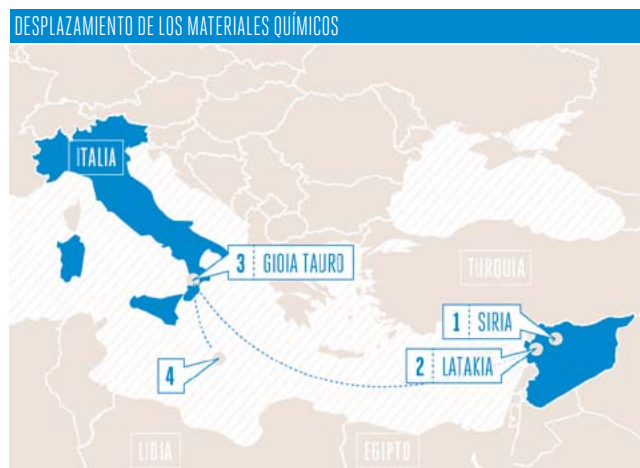 DESPLAZAMIENTO DE LOS MATERIALES QUÍMICOS
ITALIA
3 GIOIA TAURO
TURQUIA
1 SIRIA
2 LATAKIA
4
LIBIA
EGIPTO